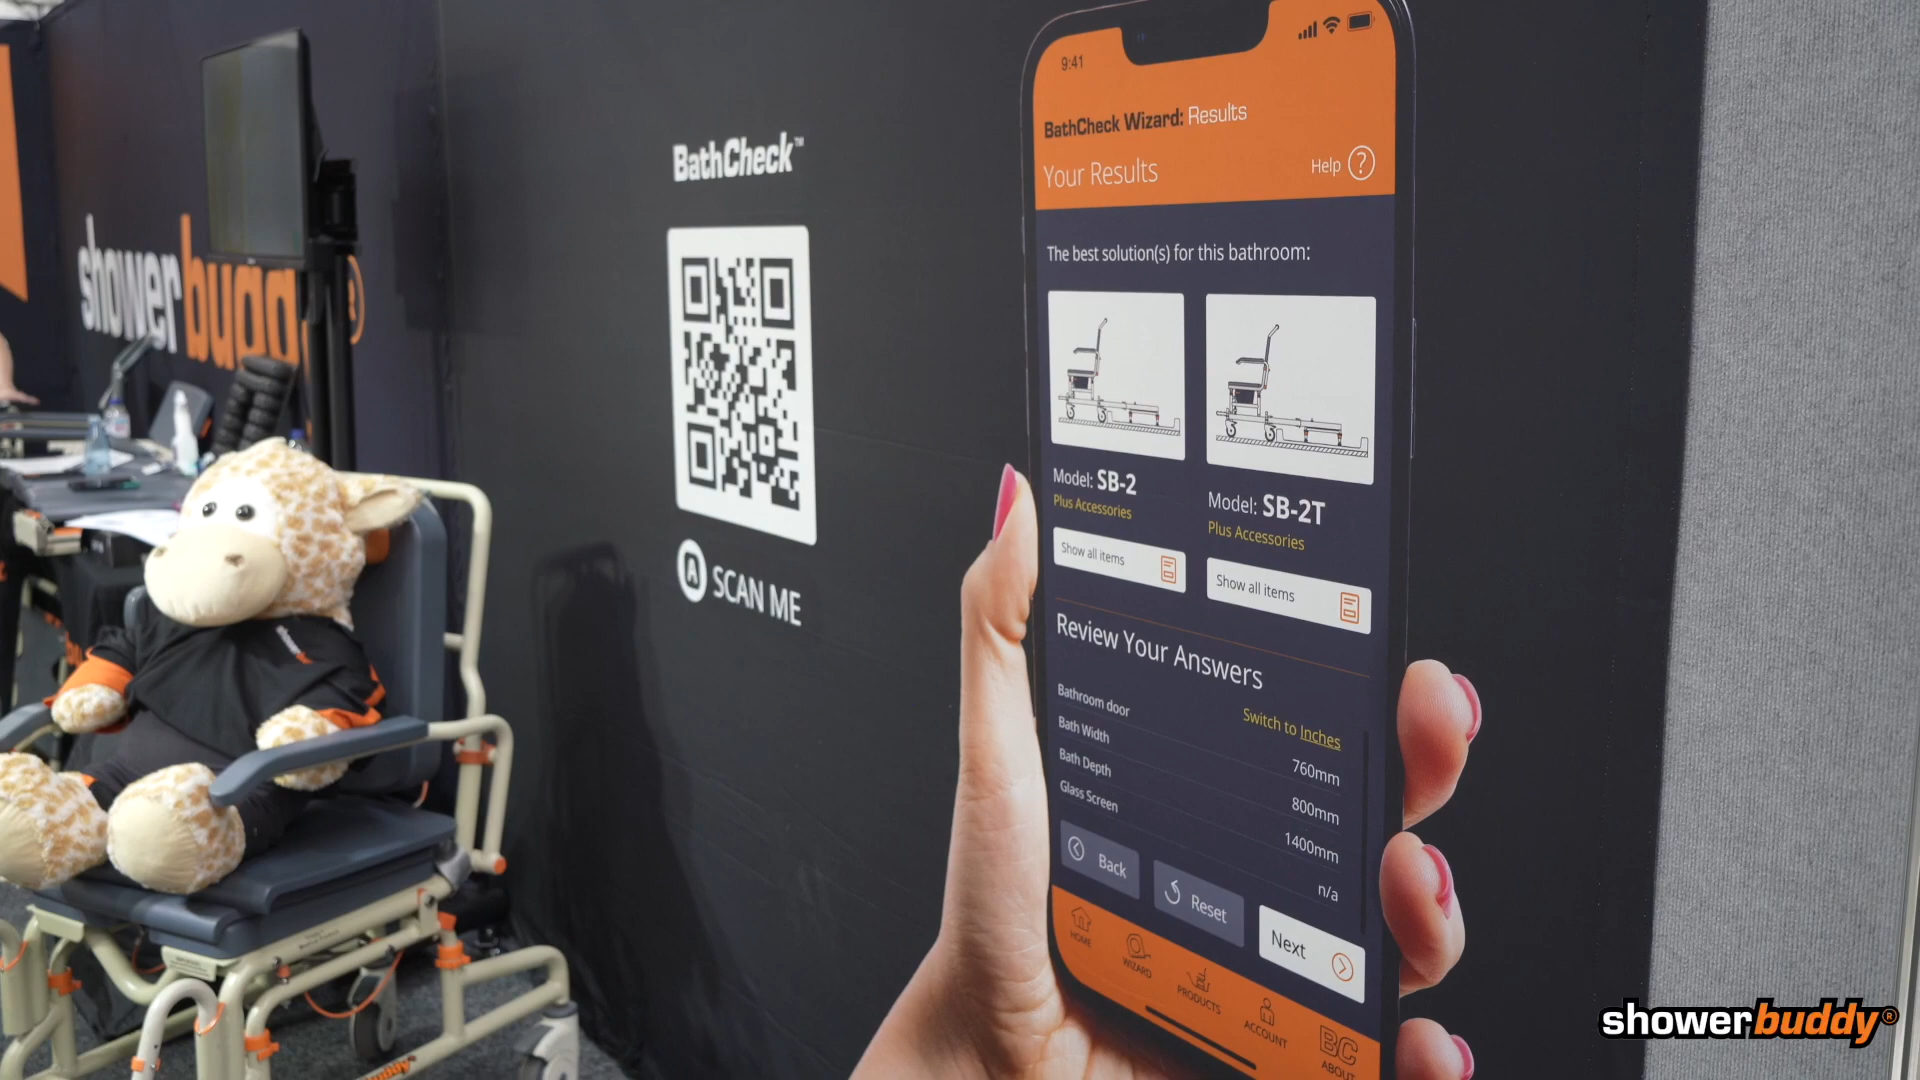 showerbuggy
BathCheck™
SCAN ME
9:41
BathCheck Wizard: Results
Your Results
Help ?
The best solution(s) for this bathroom:
Model: SB-2
Plus Accessories
Show all items
Model: SB-2T
Plus Accessories
Show all items
Review Your Answers
Switch to Inches
Bathroom door 760mm
Bath Width 800mm
Bath Depth 1400mm
Glass Screen n/a
Back
Reset
Next
HOME
WIZARD
PRODUCTS
ACCOUNT
BC
ABOUT
showerbuddy®